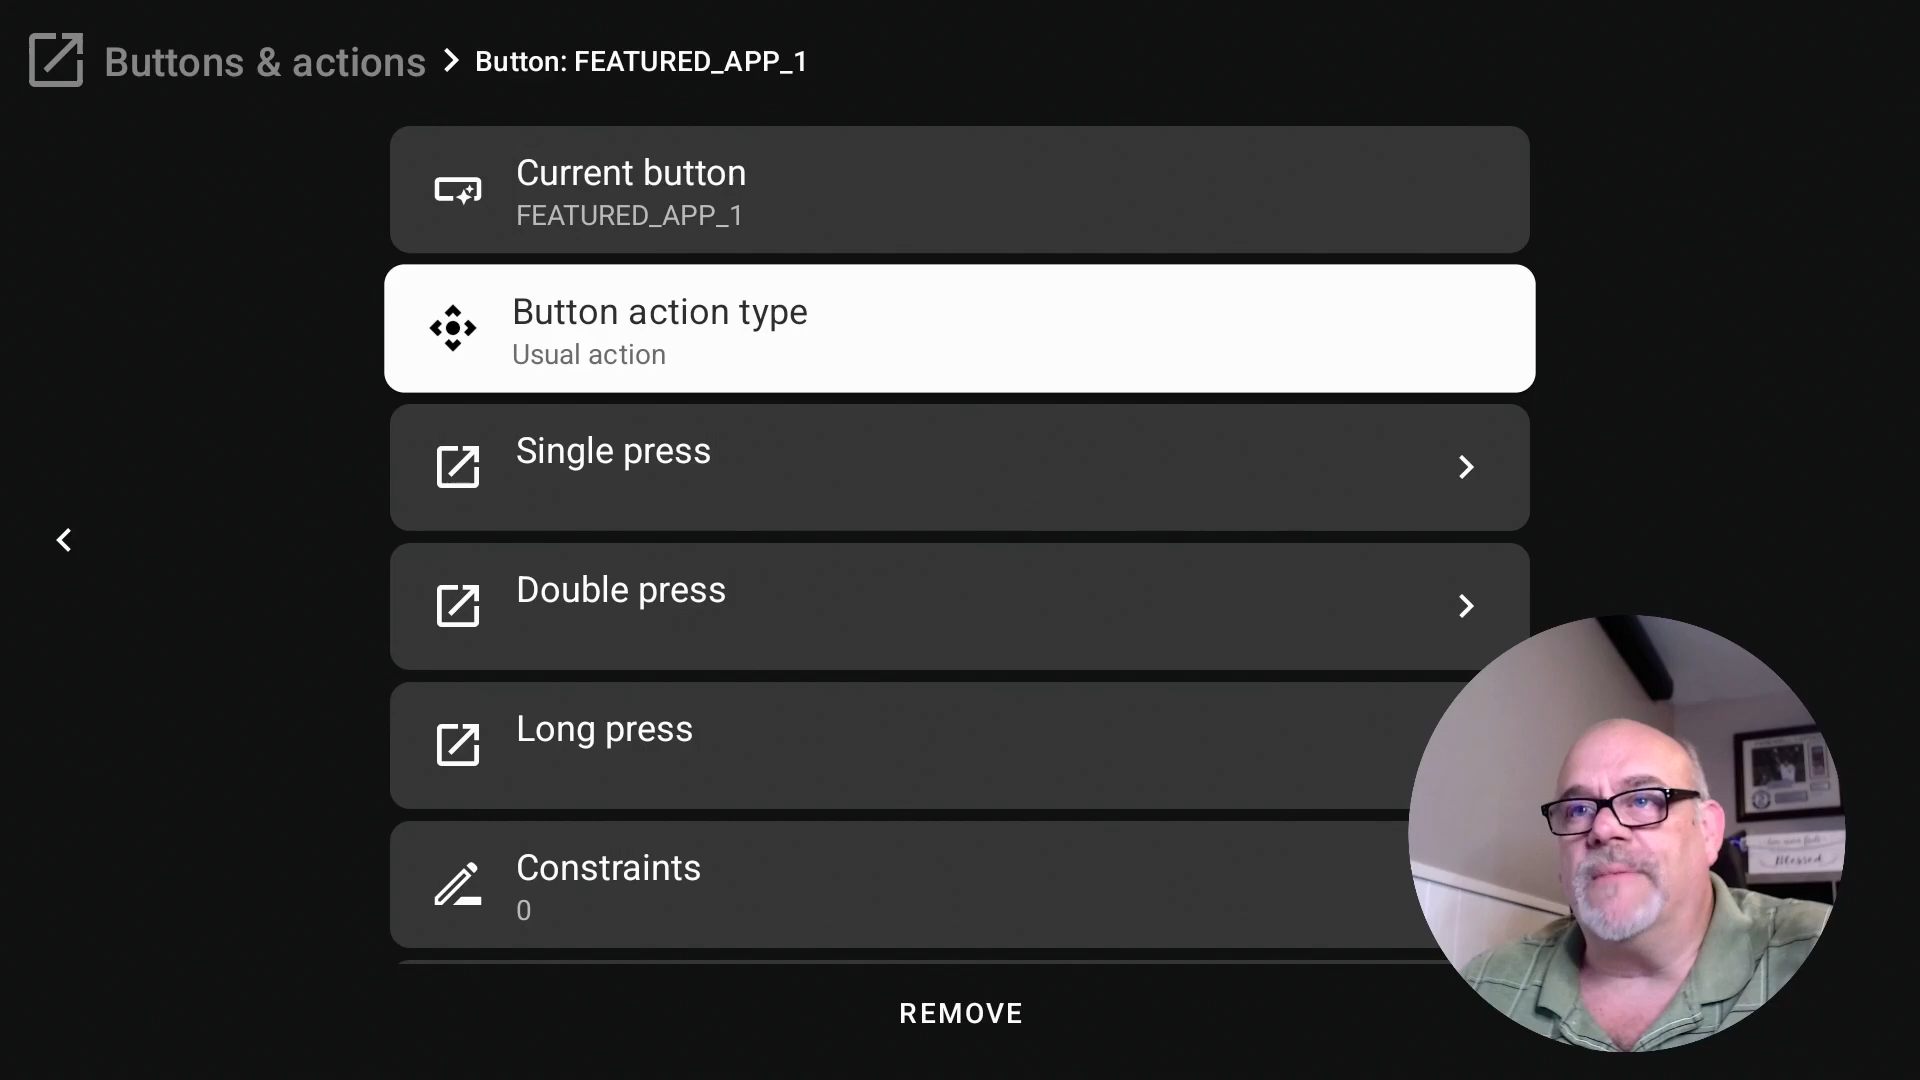 Buttons & actions > Button: FEATURED_APP_1
Current button
FEATURED_APP_1
Button action type
Usual action
Single press
Double press
Long press
Constraints
0
REMOVE
Blessed